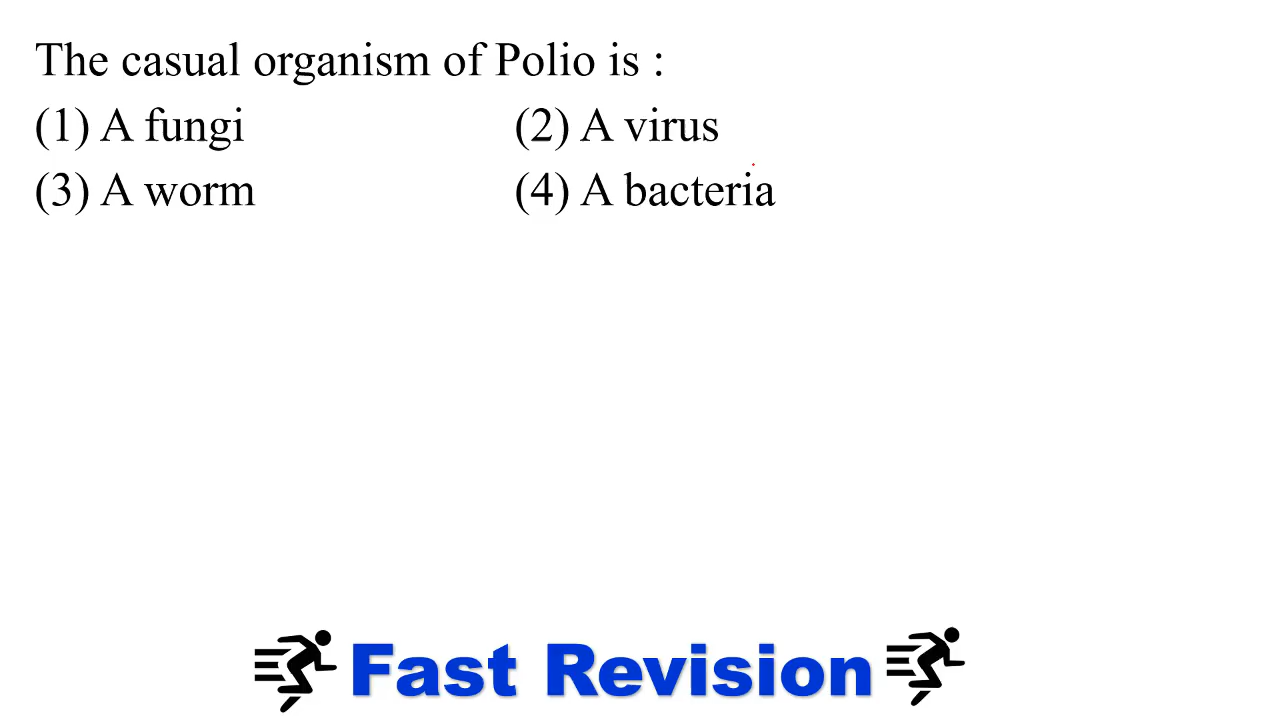 The casual organism of Polio is :
(1) A fungi (2) A virus
(3) A worm (4) A bacteria
Fast Revision